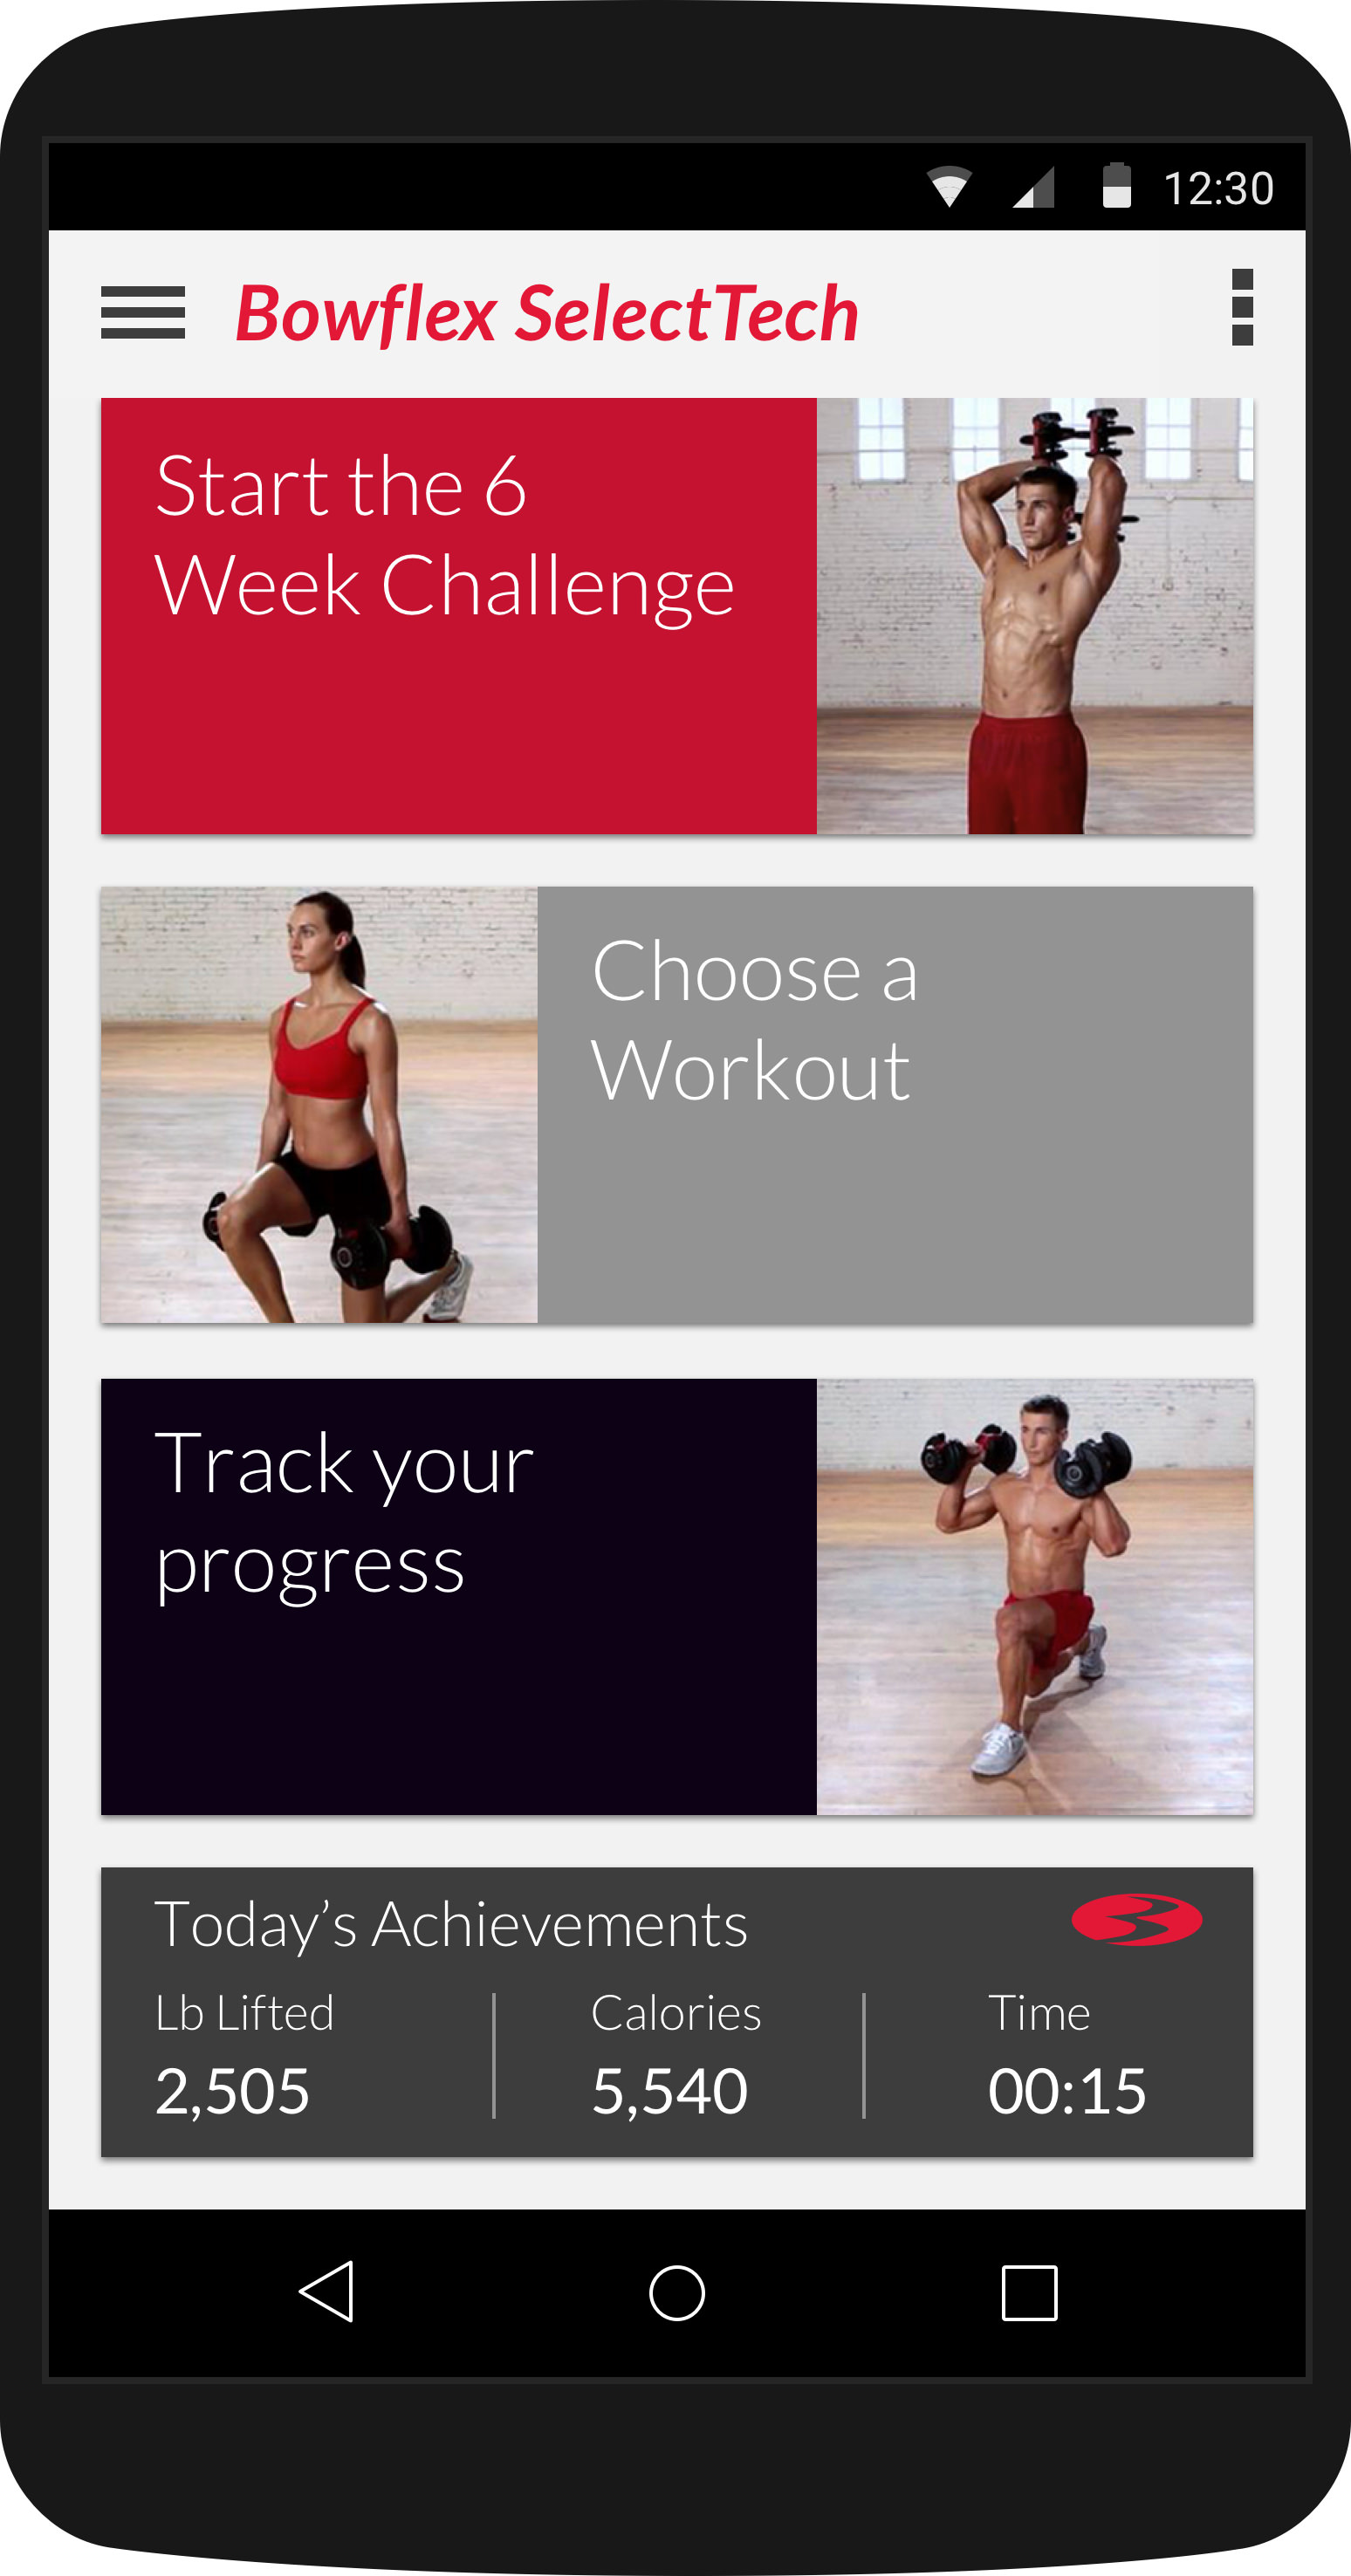 12:30
Bowflex SelectTech
Start the 6
Week Challenge
Choose a
Workout
Track your
progress
Today’s Achievements
Lb Lifted
Calories
Time
2,505
5,540
00:15